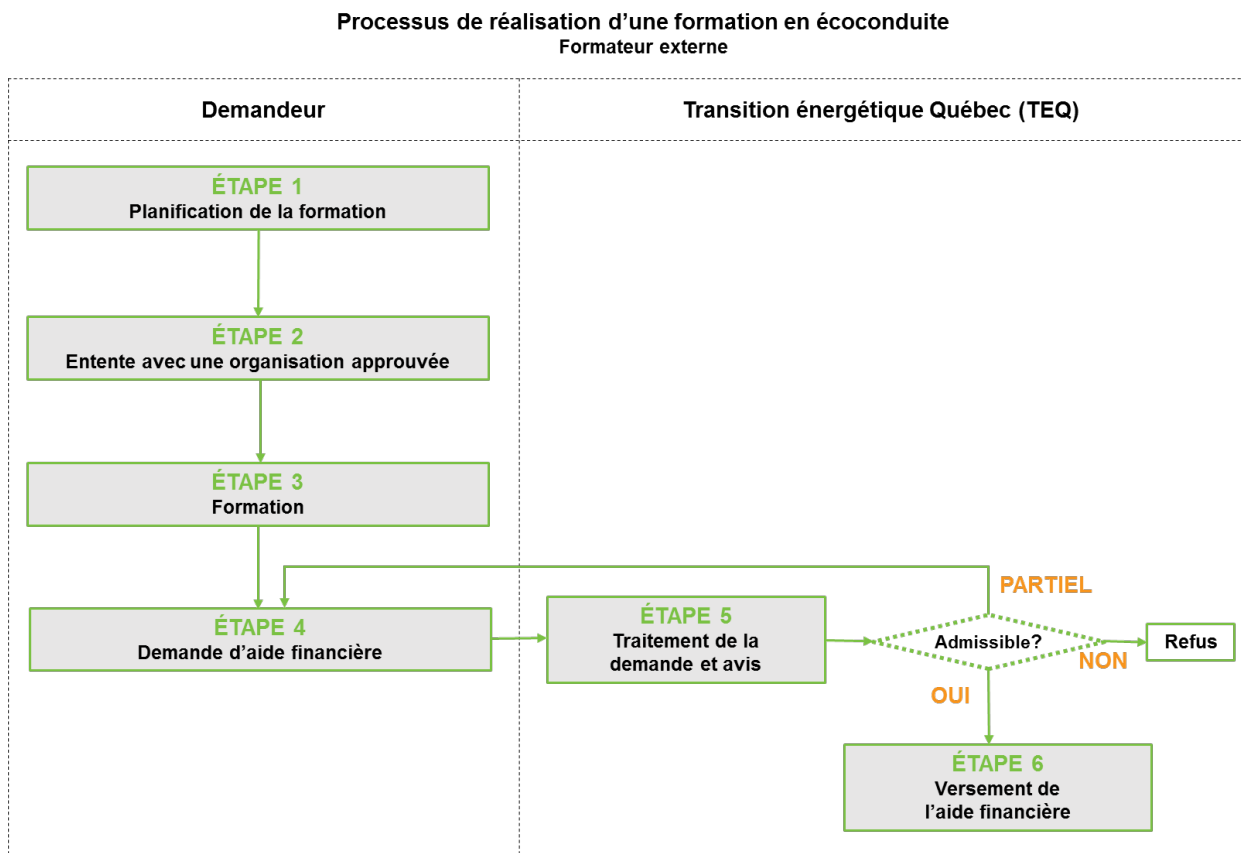 Processus de réalisation d’une formation en écoconduite
Formateur externe
Demandeur
Transition énergétique Québec (TEQ)
ÉTAPE 1
Planification de la formation
ÉTAPE 2
Entente avec une organisation approuvée
ÉTAPE 3
Formation
PARTIEL
ÉTAPE 4
Demande d’aide financière
ÉTAPE 5
Traitement de la
demande et avis
Admissible?
NON
Refus
OUI
ÉTAPE 6
Versement de
l’aide financière